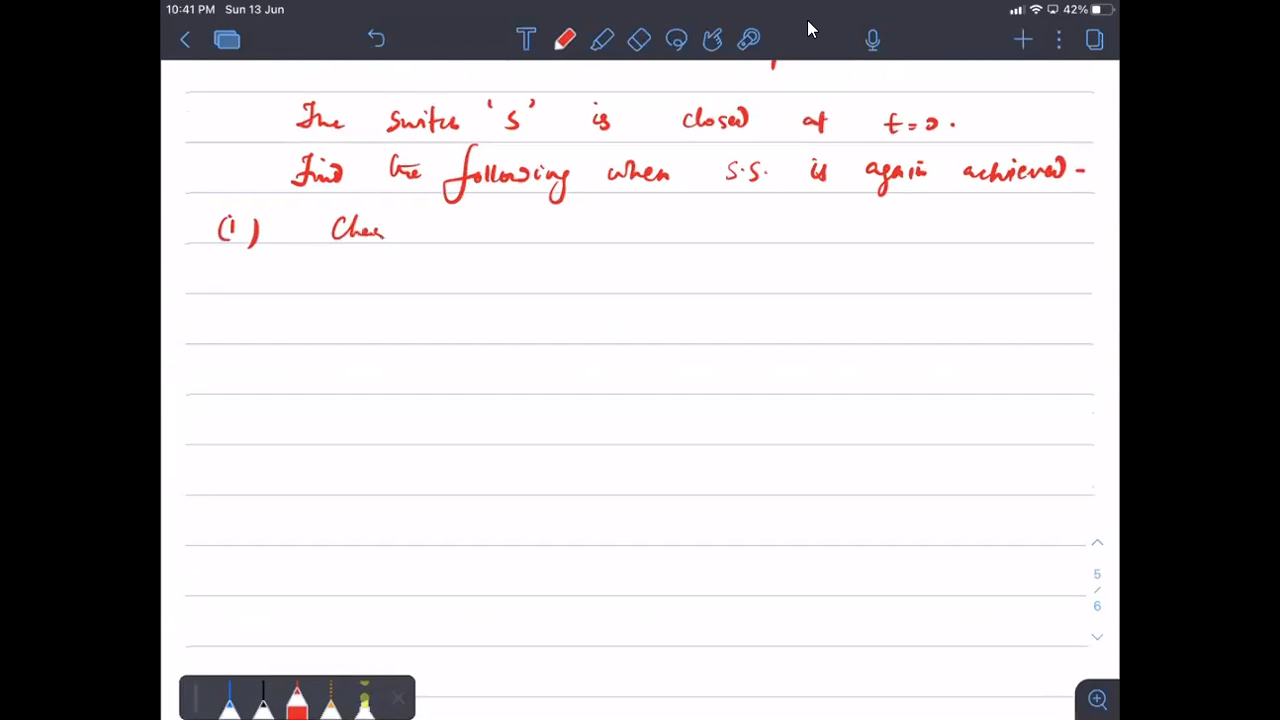 10:41 PM Sun 13 Jun 42%
T
The switch 'S' is closed at t=0.
Find the following when S.S. is again achieved-
(1) Cha
5
/
6